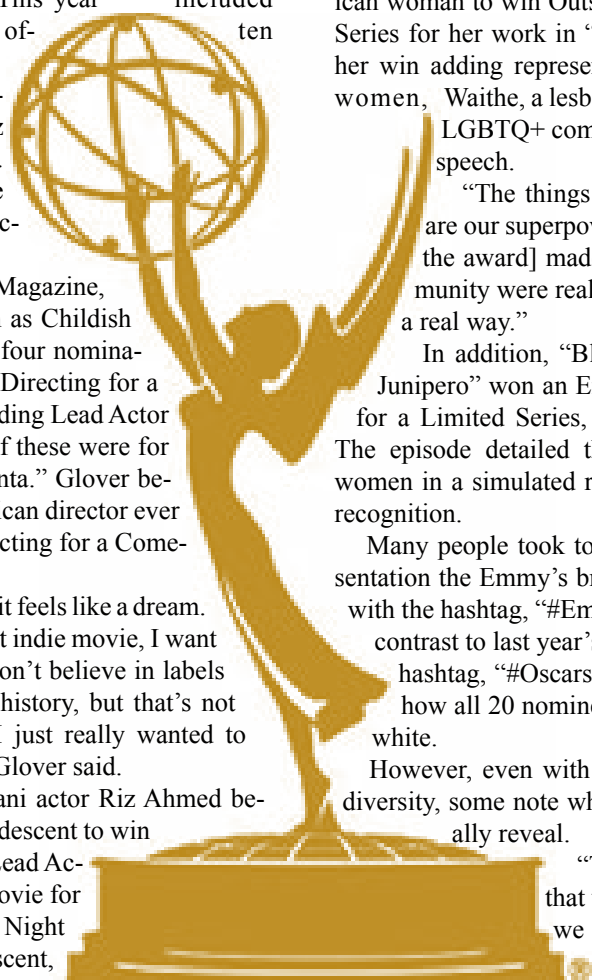 This year included
of- ten
-
z
e
c-
Magazine,
as Childish
four nomina-
Directing for a
ding Lead Actor
f these were for
nta.” Glover be-
ican director ever
cting for a Come-
it feels like a dream.
t indie movie, I want
on’t believe in labels
history, but that’s not
I just really wanted to
Glover said.
ani actor Riz Ahmed be-
descent to win
Lead Ac-
ovie for
Night
scent,
ican woman to win Outs
Series for her work in “
her win adding represe
women, Waithe, a lesb
LGBTQ+ com
speech.
“The things
are our superpow
the award] mad
munity were real
a real way.”
In addition, “Bl
Junipero” won an E
for a Limited Series,
The episode detailed t
women in a simulated r
recognition.
Many people took to
sentation the Emmy’s br
with the hashtag, “#Em
contrast to last year’s
hashtag, “#Oscars
how all 20 nomine
white.
However, even with
diversity, some note wh
ally reveal.
“T
that
we
®